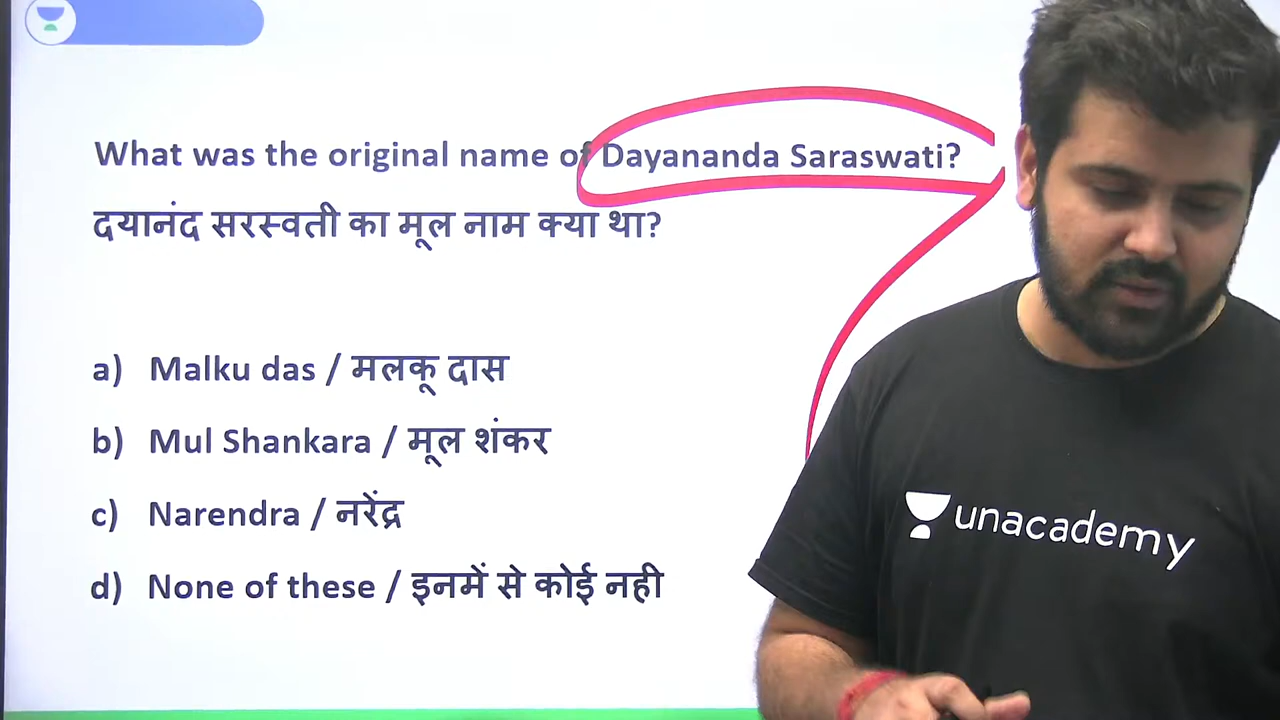 What was the original name of Dayananda Saraswati?
दयानंद सरस्वती का मूल नाम क्या था?
a) Malku das / मलकू दास
b) Mul Shankara / मूल शंकर
c) Narendra / नरेंद्र
d) None of these / इनमें से कोई नही
unacademy